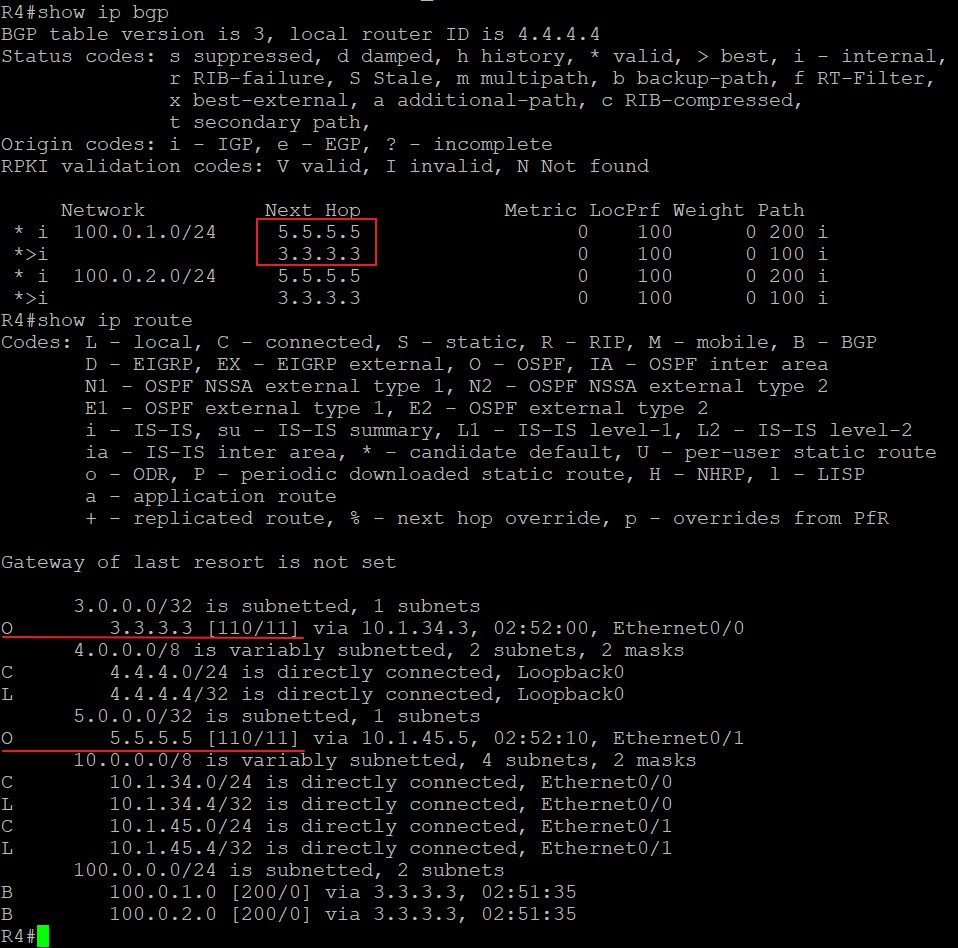 R4#show ip bgp
BGP table version is 3, local router ID is 4.4.4.4
Status codes: s suppressed, d damped, h history, * valid, > best, i - internal,
              r RIB-failure, S Stale, m multipath, b backup-path, f RT-Filter,
              x best-external, a additional-path, c RIB-compressed,
              t secondary path,
Origin codes: i - IGP, e - EGP, ? - incomplete
RPKI validation codes: V valid, I invalid, N Not found

     Network          Next Hop            Metric LocPrf Weight Path
 * i  100.0.1.0/24     5.5.5.5                  0    100      0 200 i
 *>i                   3.3.3.3                  0    100      0 100 i
 * i  100.0.2.0/24     5.5.5.5                  0    100      0 200 i
 *>i                   3.3.3.3                  0    100      0 100 i
R4#show ip route
Codes: L - local, C - connected, S - static, R - RIP, M - mobile, B - BGP
       D - EIGRP, EX - EIGRP external, O - OSPF, IA - OSPF inter area
       N1 - OSPF NSSA external type 1, N2 - OSPF NSSA external type 2
       E1 - OSPF external type 1, E2 - OSPF external type 2
       i - IS-IS, su - IS-IS summary, L1 - IS-IS level-1, L2 - IS-IS level-2
       ia - IS-IS inter area, * - candidate default, U - per-user static route
       o - ODR, P - periodic downloaded static route, H - NHRP, l - LISP
       a - application route
       + - replicated route, % - next hop override, p - overrides from PfR

Gateway of last resort is not set

      3.0.0.0/32 is subnetted, 1 subnets
O        3.3.3.3 [110/11] via 10.1.34.3, 02:52:00, Ethernet0/0
      4.0.0.0/8 is variably subnetted, 2 subnets, 2 masks
C        4.4.4.0/24 is directly connected, Loopback0
L        4.4.4.4/32 is directly connected, Loopback0
      5.0.0.0/32 is subnetted, 1 subnets
O        5.5.5.5 [110/11] via 10.1.45.5, 02:52:10, Ethernet0/1
      10.0.0.0/8 is variably subnetted, 4 subnets, 2 masks
C        10.1.34.0/24 is directly connected, Ethernet0/0
L        10.1.34.4/32 is directly connected, Ethernet0/0
C        10.1.45.0/24 is directly connected, Ethernet0/1
L        10.1.45.4/32 is directly connected, Ethernet0/1
      100.0.0.0/24 is subnetted, 2 subnets
B        100.0.1.0 [200/0] via 3.3.3.3, 02:51:35
B        100.0.2.0 [200/0] via 3.3.3.3, 02:51:35
R4#